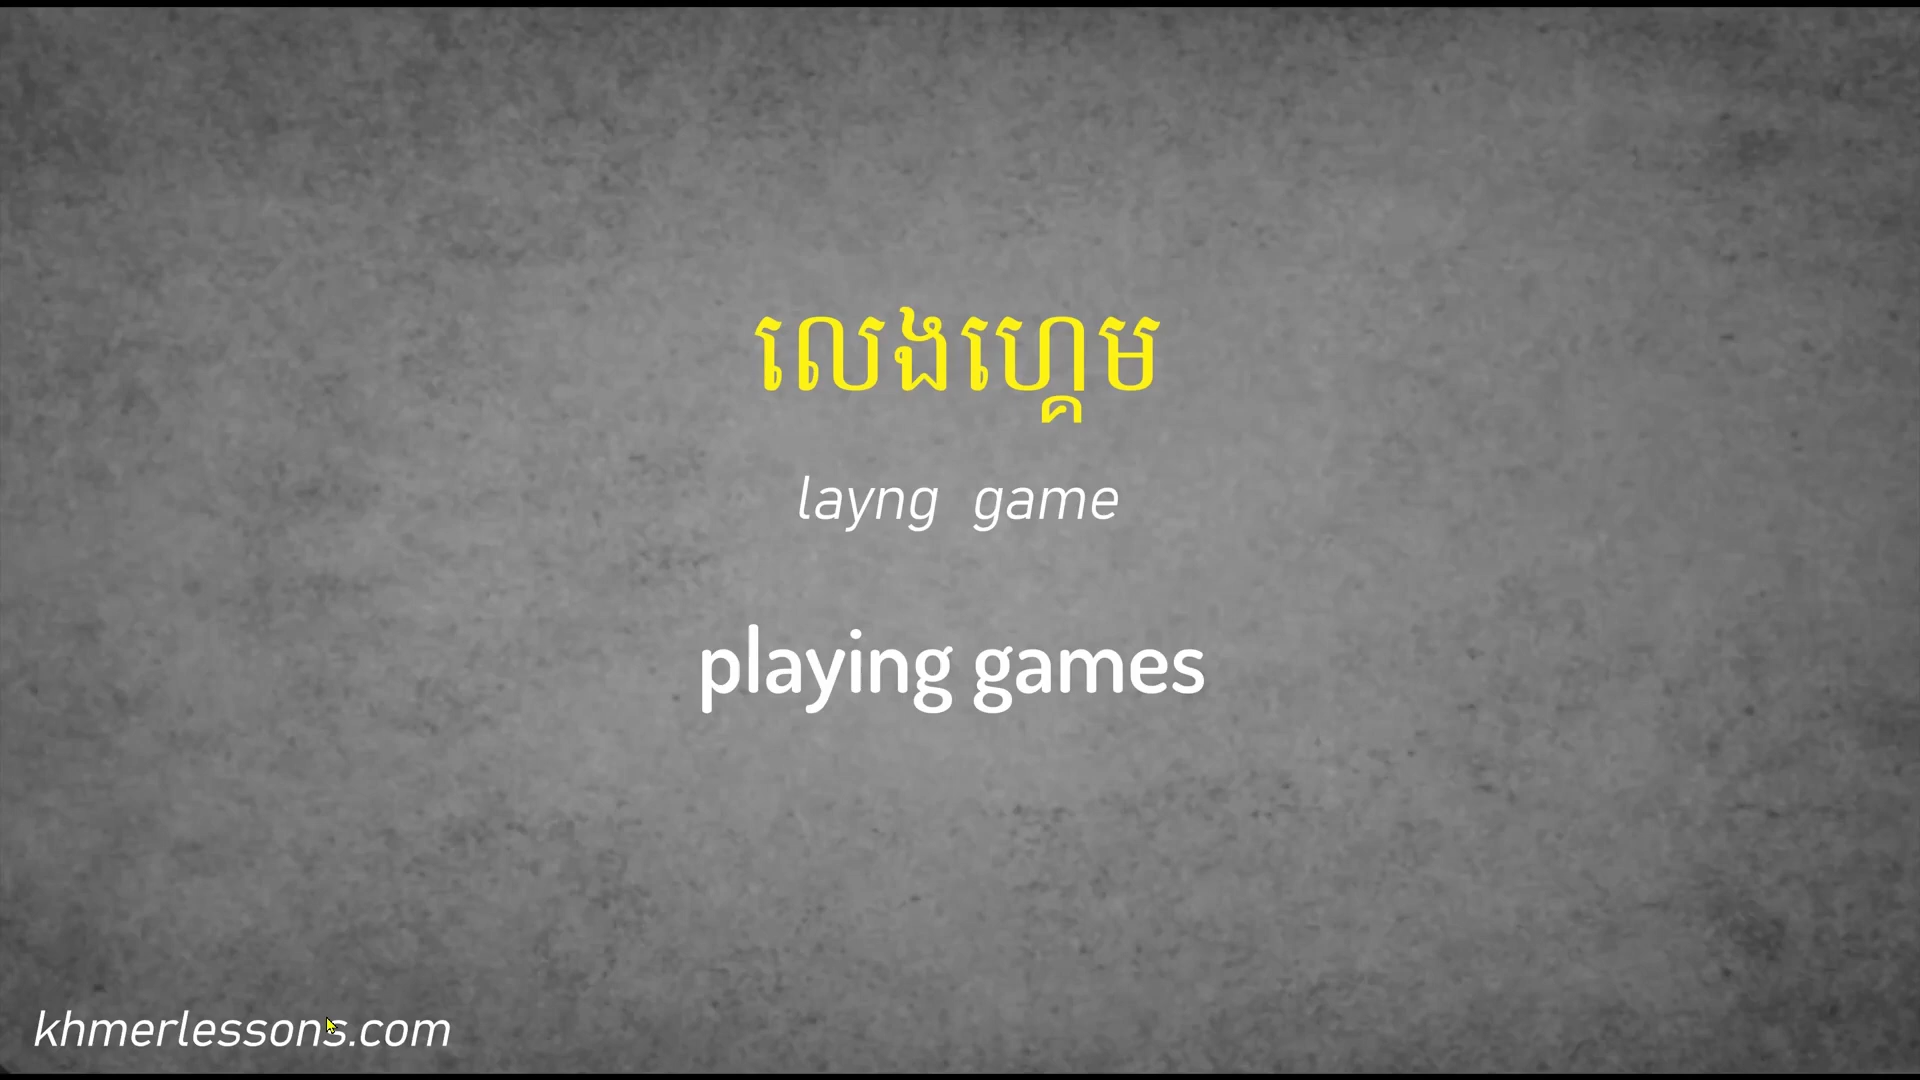 លេងហ្គេម
layng game
playing games
khmerlessons.com